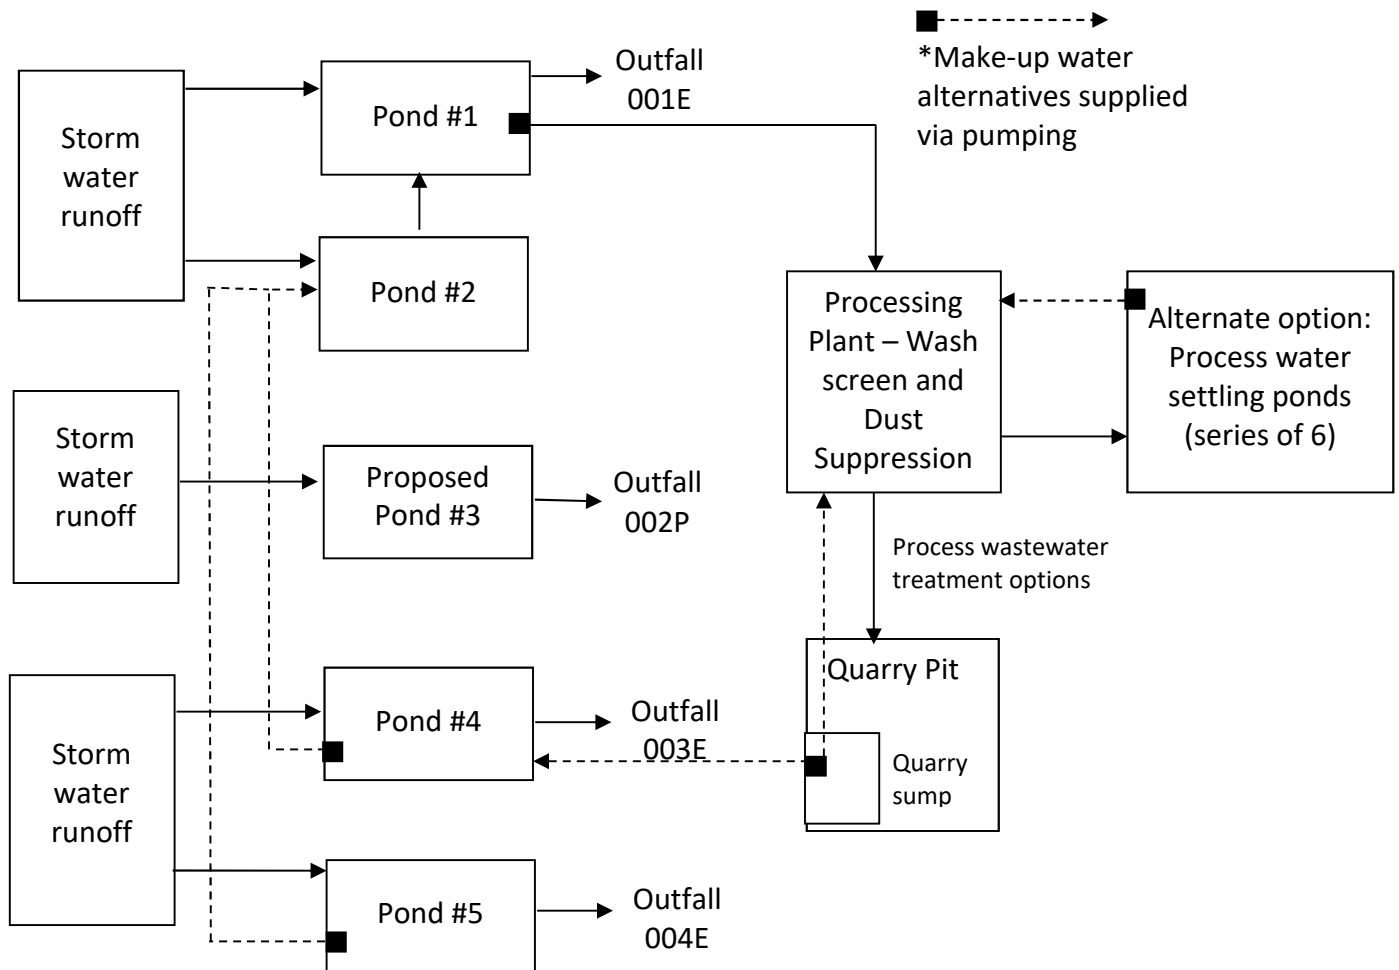 Storm
water
runoff
Pond #1
Outfall
001E
*Make-up water
alternatives supplied
via pumping
Pond #2
Processing
Plant – Wash
screen and
Dust
Suppression
Alternate option:
Process water
settling ponds
(series of 6)
Storm
water
runoff
Proposed
Pond #3
Outfall
002P
Process wastewater
treatment options
Storm
water
runoff
Pond #4
Outfall
003E
Quarry Pit
Quarry
sump
Pond #5
Outfall
004E